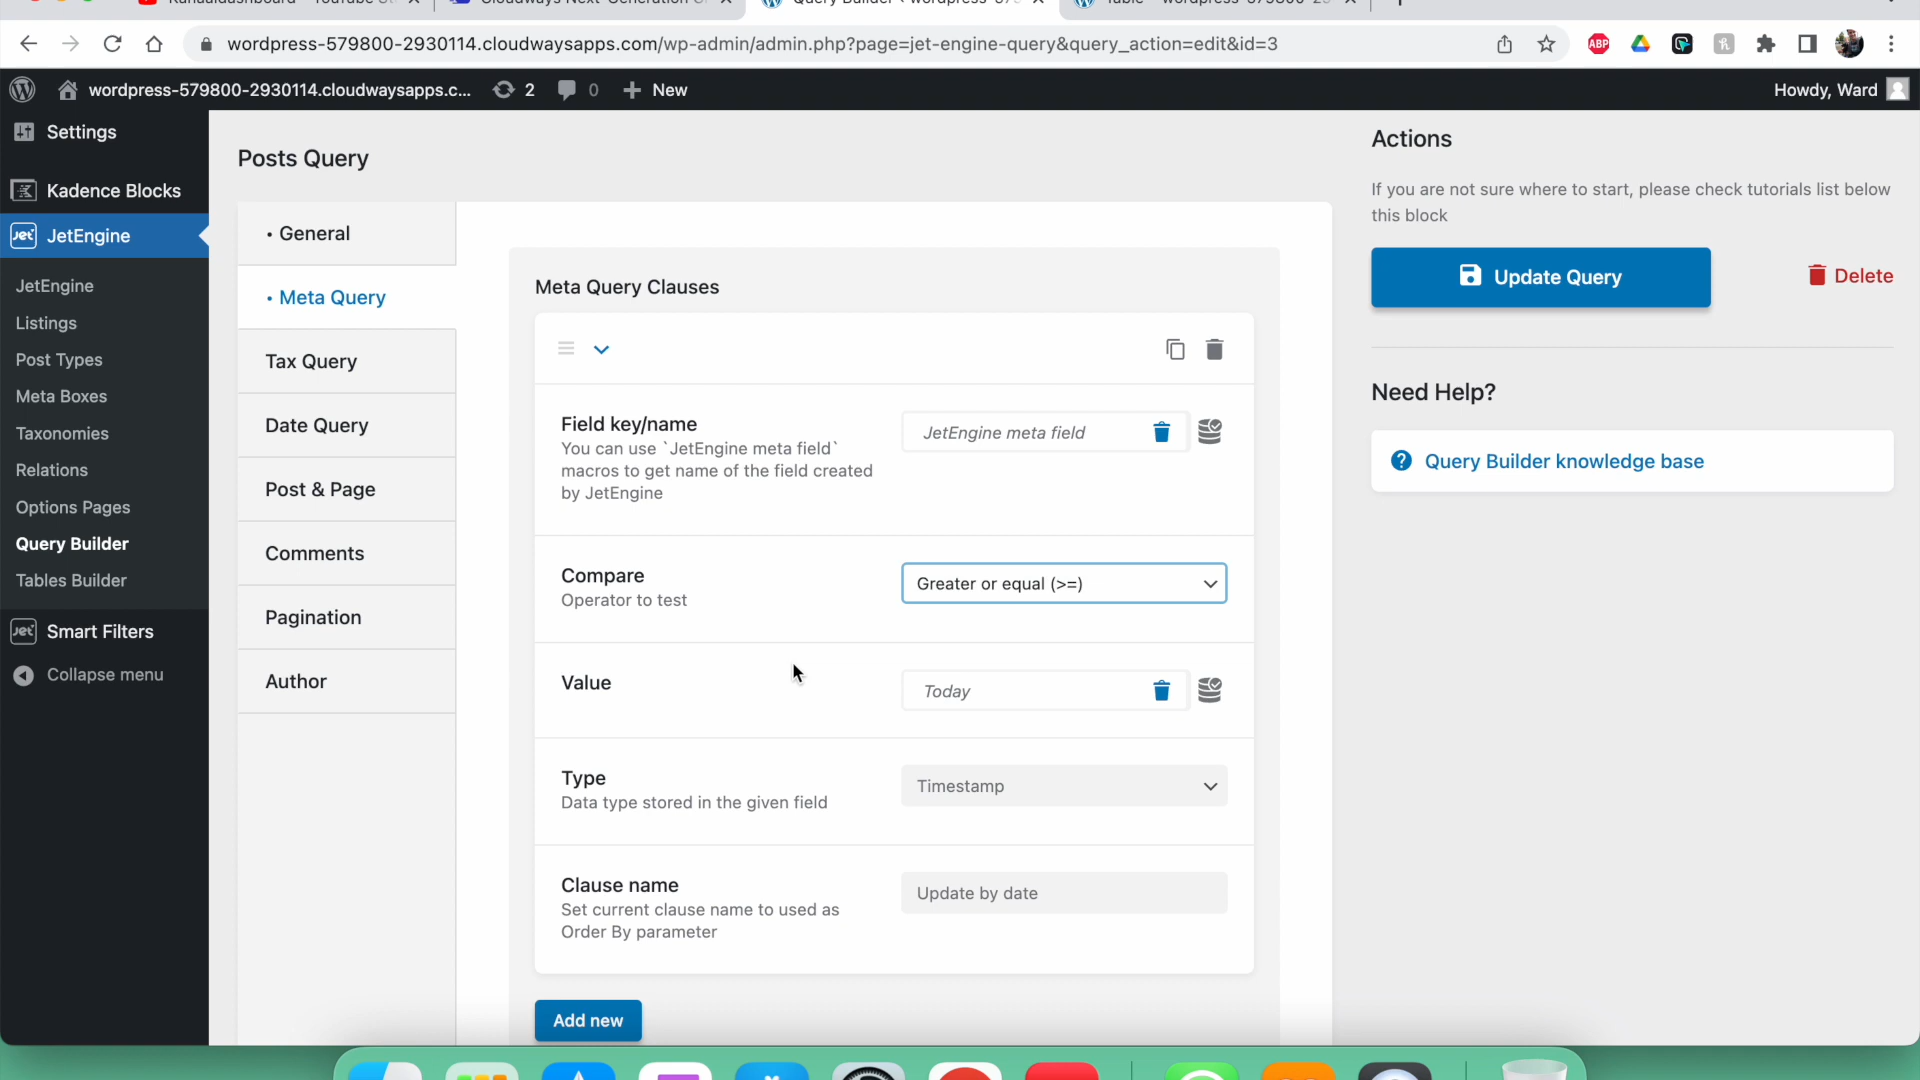 wordpress-579800-2930114.cloudwaysapps.com/wp-admin/admin.php?page=jet-engine-query&query_action=edit&id=3
ABP
wordpress-579800-2930114.cloudwaysapps.c...
2
0
New
Howdy, Ward
Settings
Kadence Blocks
JetEngine
JetEngine
Listings
Post Types
Meta Boxes
Taxonomies
Relations
Options Pages
Query Builder
Tables Builder
Smart Filters
Collapse menu
Posts Query
• General
• Meta Query
Tax Query
Date Query
Post & Page
Comments
Pagination
Author
Meta Query Clauses
Field key/name
You can use `JetEngine meta field`
macros to get name of the field created
by JetEngine
JetEngine meta field
Compare
Operator to test
Greater or equal (>=)
Value
Today
Type
Data type stored in the given field
Timestamp
Clause name
Set current clause name to used as
Order By parameter
Update by date
Add new
Actions
If you are not sure where to start, please check tutorials list below
this block
Update Query
Delete
Need Help?
Query Builder knowledge base